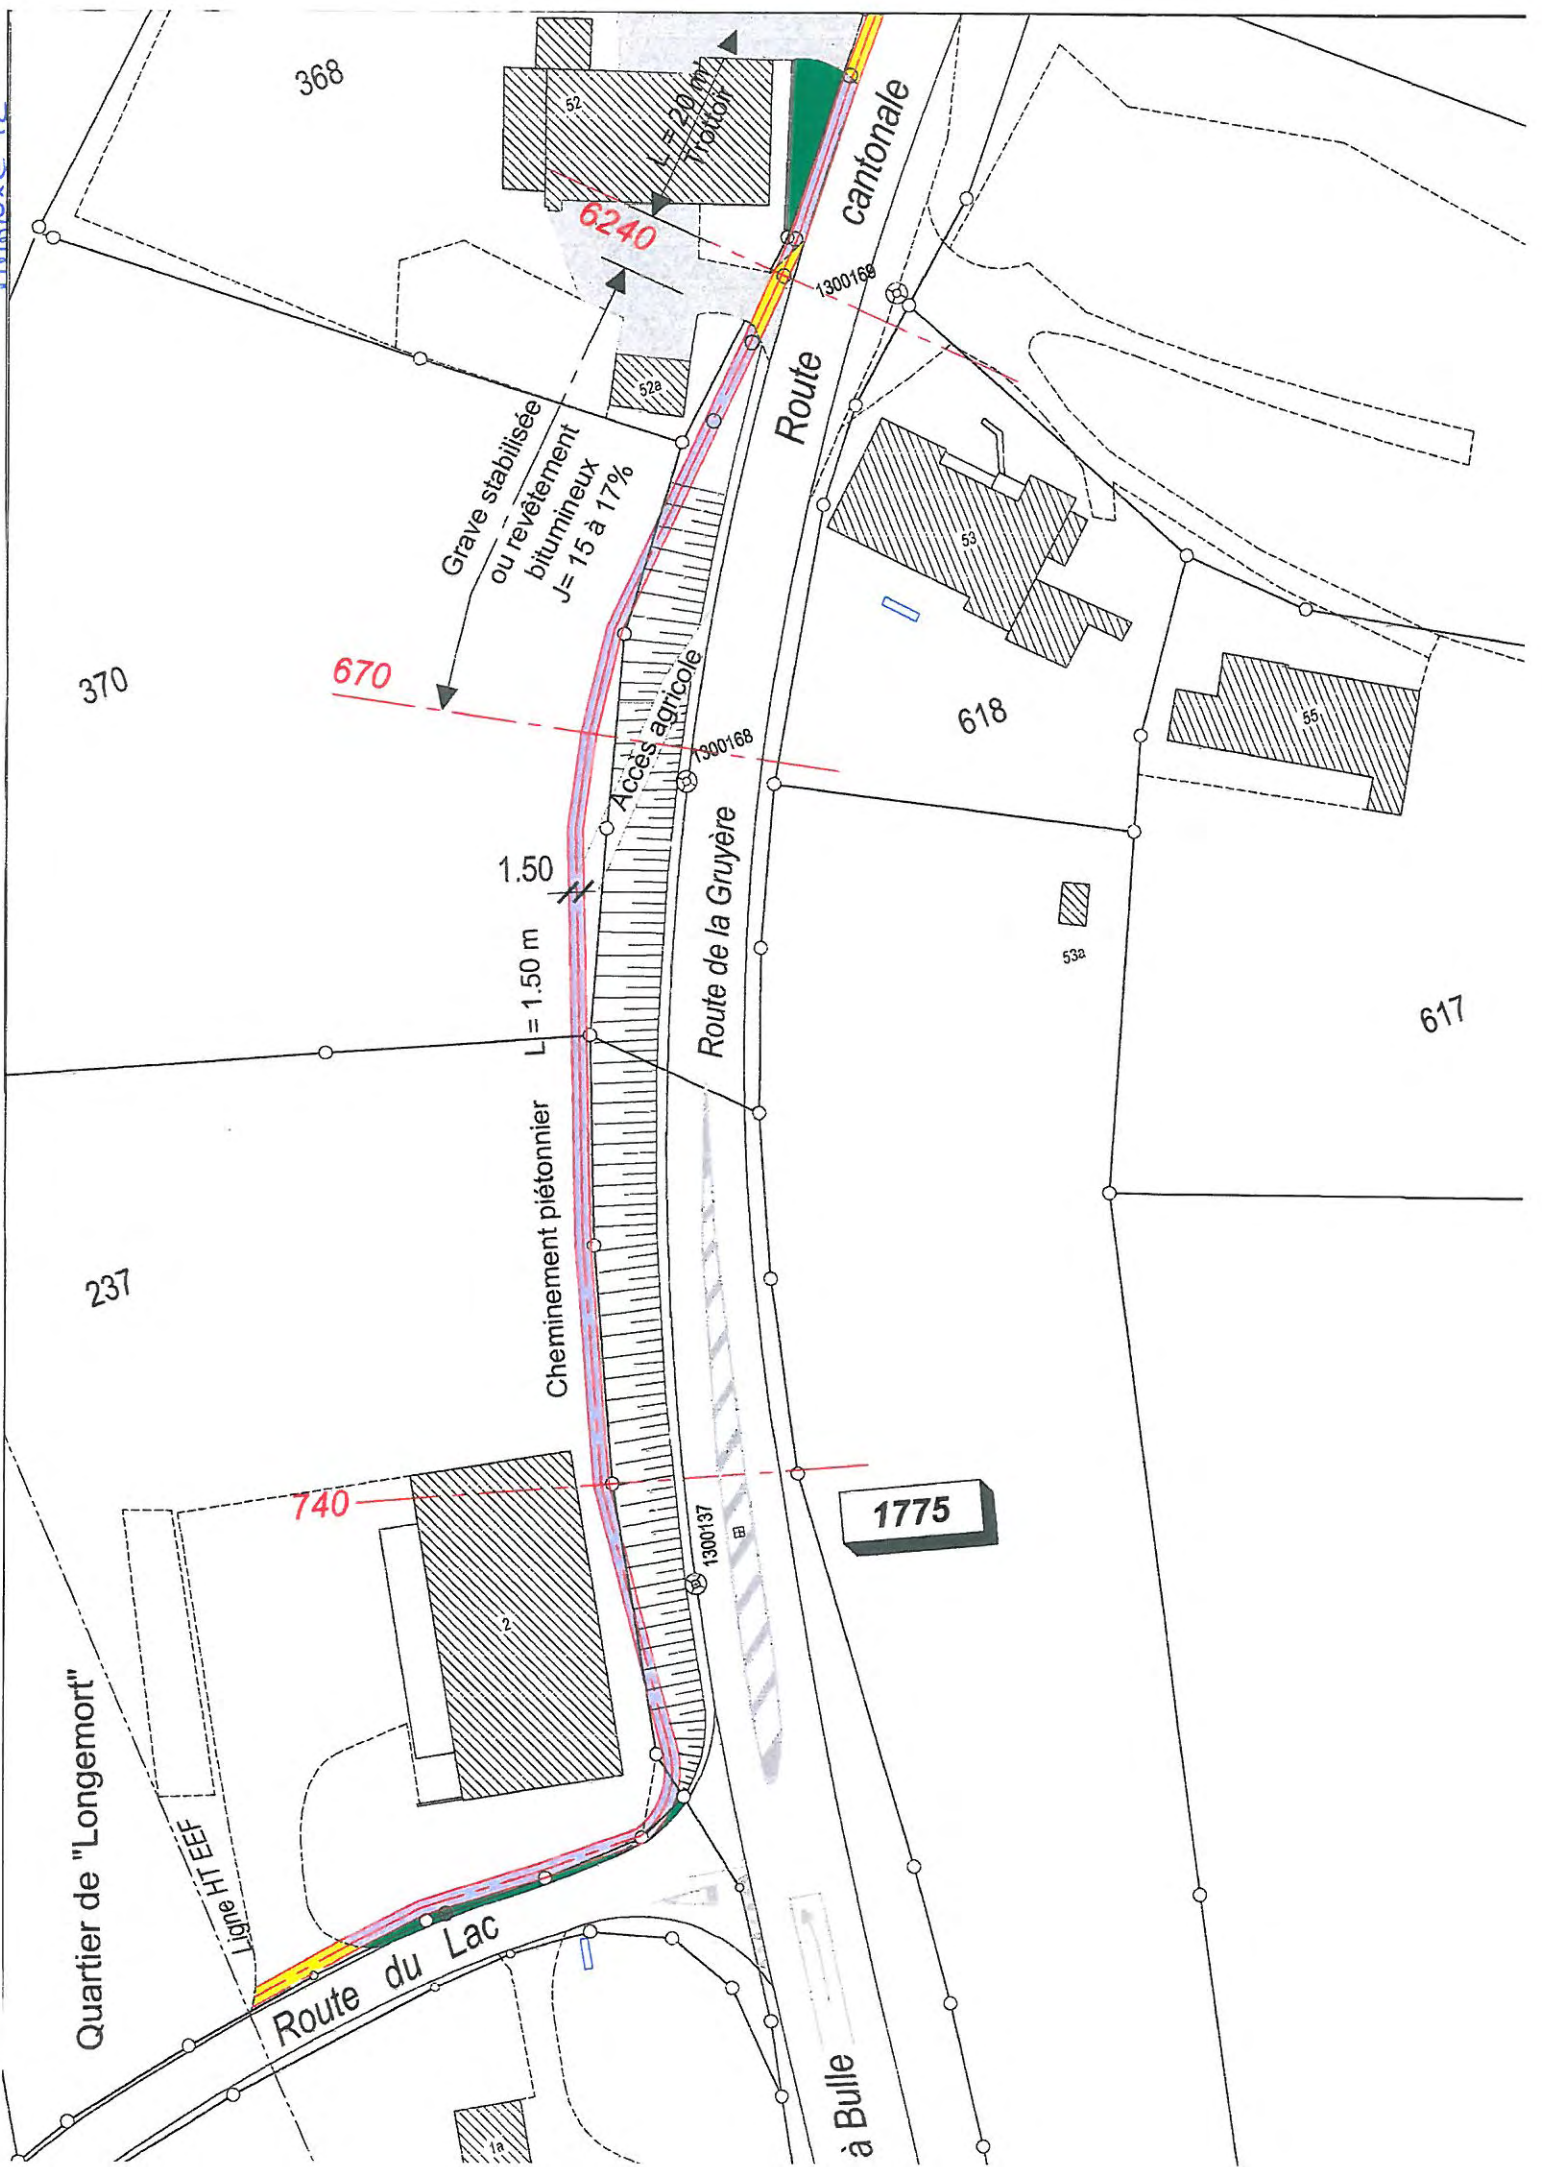 368
52
L = 20 m'
Trottoir
cantonale
6240
1300169
52a
Route
Grave stabilisée
ou revêtement
bitumineux
J= 15 à 17%
53
370
670
Accès agricole
1300168
618
55
1.50
Route de la Gruyère
53a
L = 1.50 m
617
Cheminement piétonnier
237
740
1775
1300137
2
Quartier de "Longemort"
Ligne HT EEF
Route du Lac
à Bulle
1a